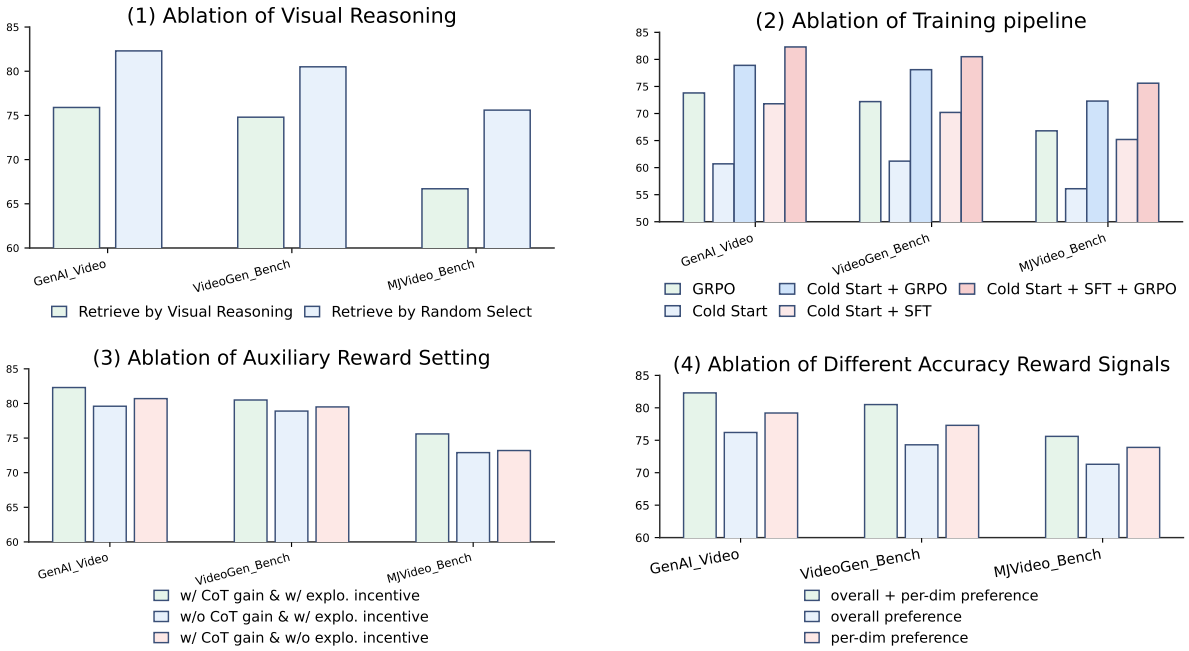 (1) Ablation of Visual Reasoning
85
80
75
70
65
60
GenAI_Video
VideoGen_Bench
MJVideo_Bench
Retrieve by Visual Reasoning
Retrieve by Random Select
(2) Ablation of Training pipeline
85
80
75
70
65
60
55
50
GenAI_Video
VideoGen_Bench
MJVideo_Bench
GRPO
Cold Start + GRPO
Cold Start + SFT + GRPO
Cold Start
Cold Start + SFT
(3) Ablation of Auxiliary Reward Setting
85
80
75
70
65
60
GenAI_Video
VideoGen_Bench
MJVideo_Bench
w/ CoT gain & w/ explo. incentive
w/o CoT gain & w/ explo. incentive
w/ CoT gain & w/o explo. incentive
(4) Ablation of Different Accuracy Reward Signals
85
80
75
70
65
60
GenAI_Video
VideoGen_Bench
MJVideo_Bench
overall + per-dim preference
overall preference
per-dim preference